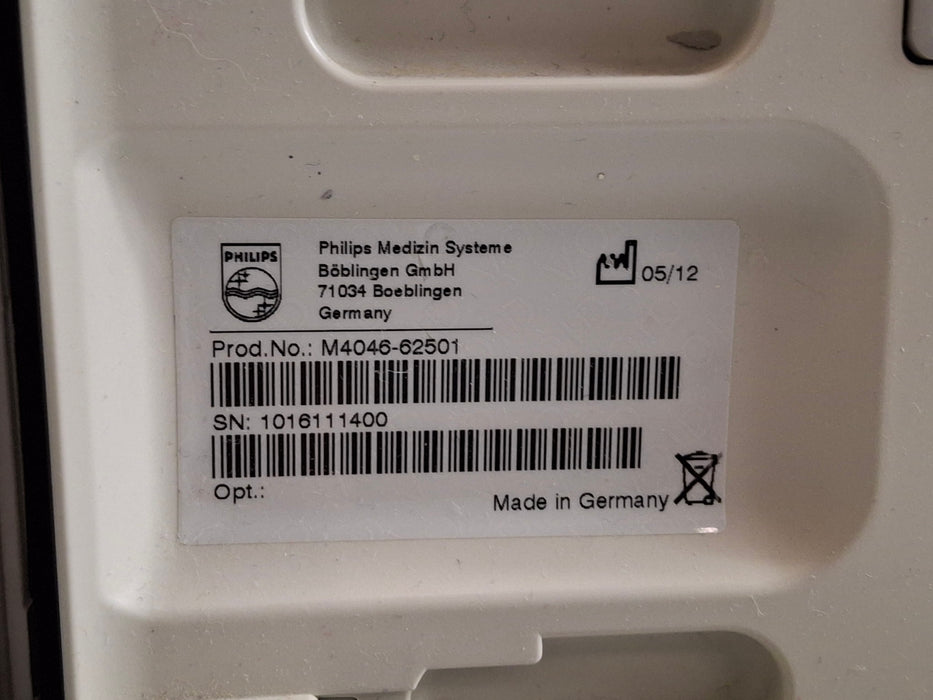 PHILIPS
Philips Medizin Systeme
Böblingen GmbH
71034 Boeblingen
Germany
05/12
Prod.No.: M4046-62501
SN: 1016111400
Opt.:
Made in Germany